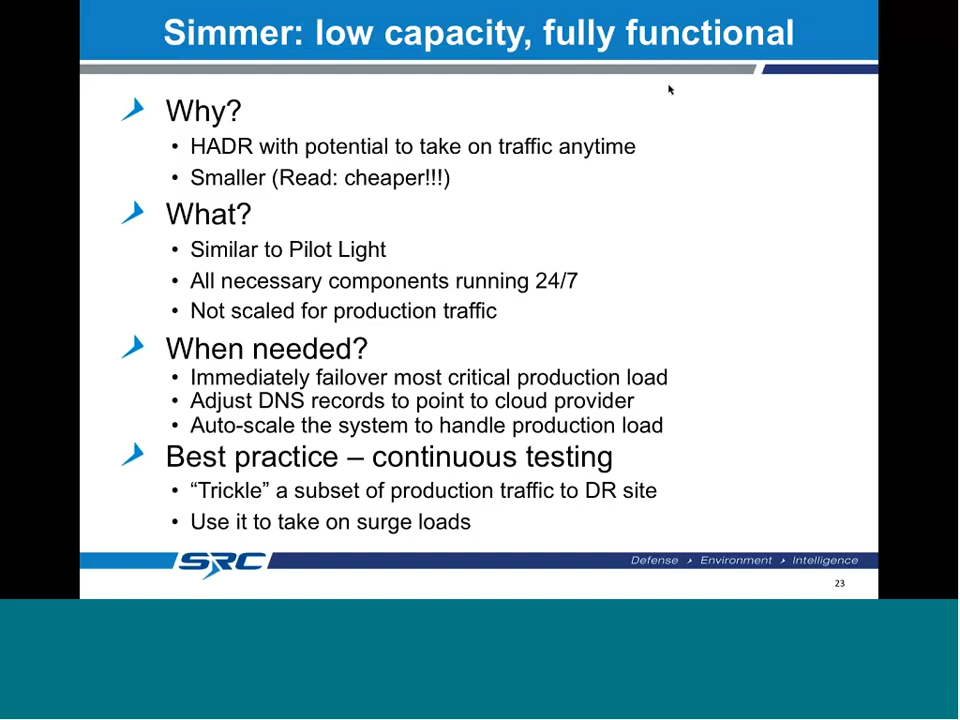 Simmer: low capacity, fully functional
Why?
• HADR with potential to take on traffic anytime
• Smaller (Read: cheaper!!!)
What?
• Similar to Pilot Light
• All necessary components running 24/7
• Not scaled for production traffic
When needed?
• Immediately failover most critical production load
• Adjust DNS records to point to cloud provider
• Auto-scale the system to handle production load
Best practice – continuous testing
• “Trickle” a subset of production traffic to DR site
• Use it to take on surge loads
SRC
Defense Environment Intelligence
23